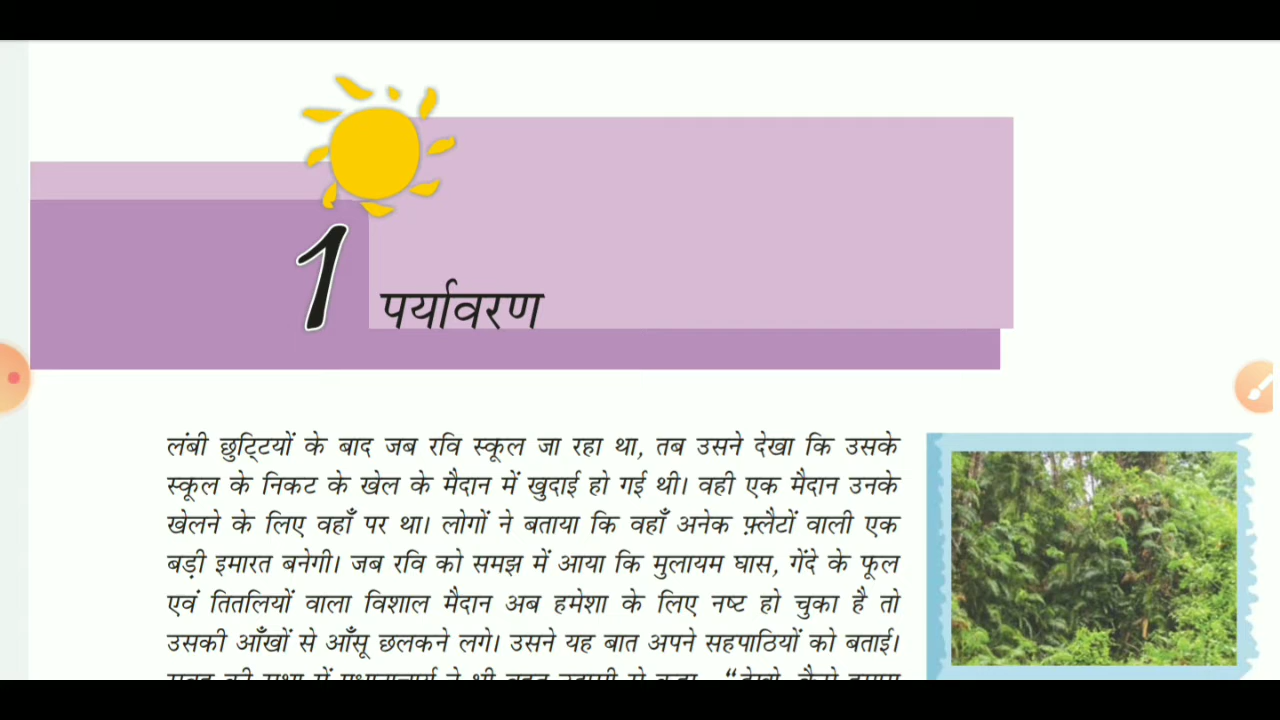 1
पर्यावरण
लंबी छुट्टियों के बाद जब रवि स्कूल जा रहा था, तब उसने देखा कि उसके
स्कूल के निकट के खेल के मैदान में खुदाई हो गई थी। वही एक मैदान उनके
खेलने के लिए वहाँ पर था। लोगों ने बताया कि वहाँ अनेक फ़्लैटों वाली एक
बड़ी इमारत बनेगी। जब रवि को समझ में आया कि मुलायम घास, गेंदे के फूल
एवं तितलियों वाला विशाल मैदान अब हमेशा के लिए नष्ट हो चुका है तो
उसकी आँखों से आँसू छलकने लगे। उसने यह बात अपने सहपाठियों को बताई।